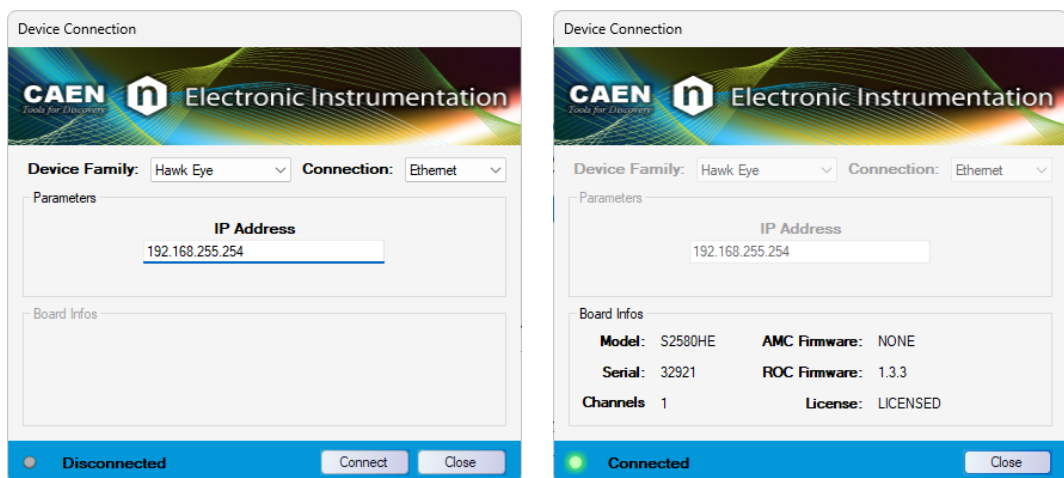 Device Connection
CAEN
Tools for Discovery
n
Electronic Instrumentation
Device Family: Hawk Eye Connection: Ethernet
Parameters
IP Address
192.168.255.254
Board Infos
Disconnected Connect Close
Device Connection
CAEN
Tools for Discovery
n
Electronic Instrumentation
Device Family: Hawk Eye Connection: Ethernet
Parameters
IP Address
192.168.255.254
Board Infos
Model: S2580HE AMC Firmware: NONE
Serial: 32921 ROC Firmware: 1.3.3
Channels 1 License: LICENSED
Connected Close